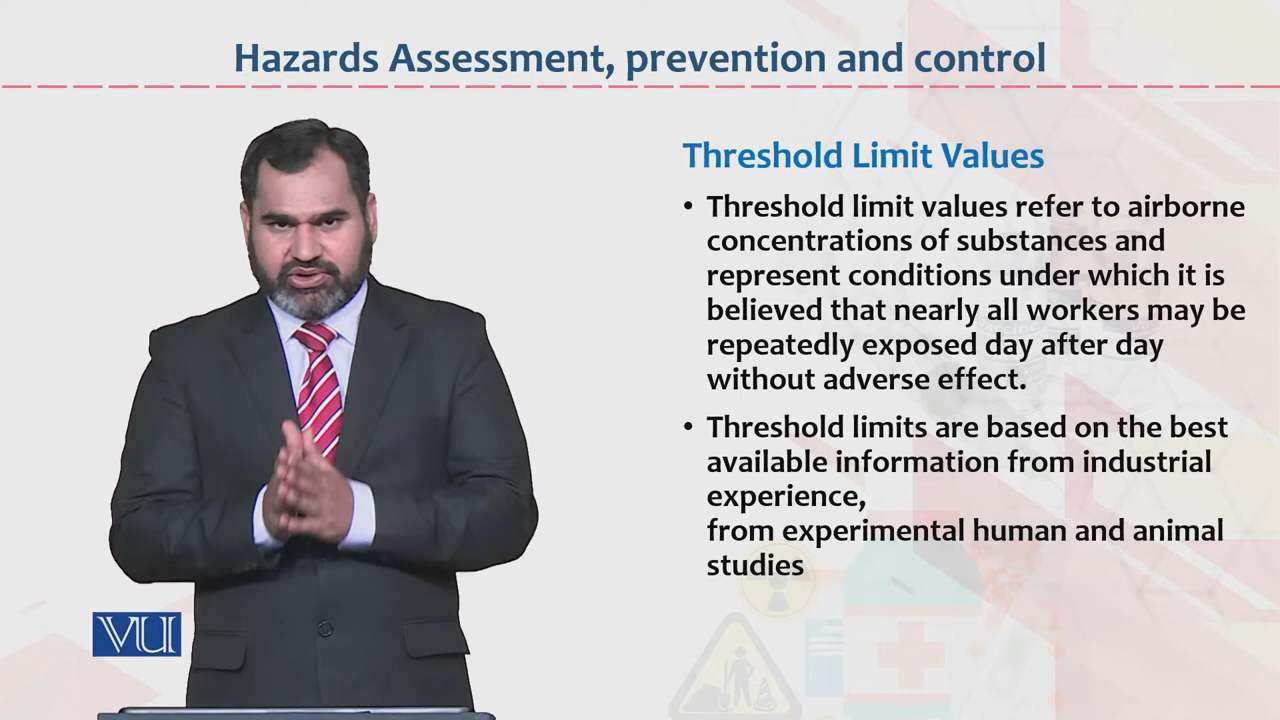 Hazards Assessment, prevention and control
Threshold Limit Values
• Threshold limit values refer to airborne
concentrations of substances and
represent conditions under which it is
believed that nearly all workers may be
repeatedly exposed day after day
without adverse effect.
• Threshold limits are based on the best
available information from industrial
experience,
from experimental human and animal
studies
VU